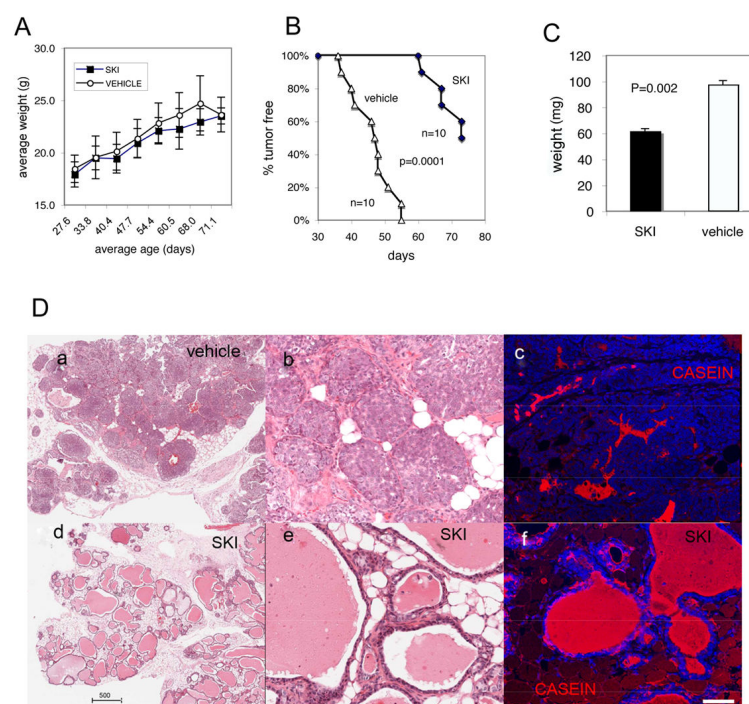 A
30.0
25.0
20.0
15.0
average weight (g)
SKI
VEHICLE
27.6
33.8
40.4
47.7
54.4
60.5
68.0
71.1
average age (days)
B
100%
80%
60%
40%
20%
0%
% tumor free
vehicle
SKI
n=10
p=0.0001
n=10
30
40
50
60
70
80
days
C
120
100
80
60
40
20
0
weight (mg)
P=0.002
SKI
vehicle
D
a
vehicle
b
c
CASEIN
d
SKI
500
e
SKI
f
SKI
CASEIN